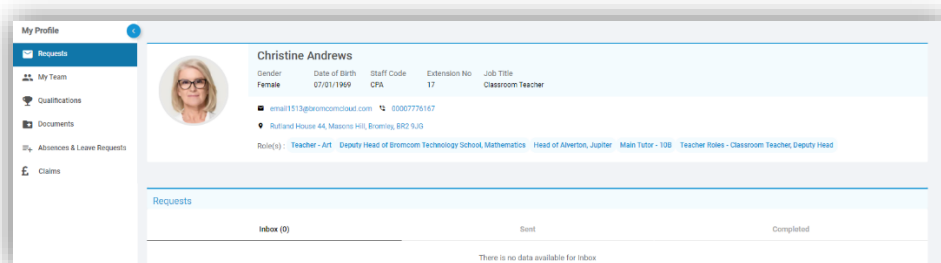 My Profile
Requests
My Team
Qualifications
Documents
Absences & Leave Requests
Claims
Christine Andrews
Gender Date of Birth Staff Code Extension No Job Title
Female 07/01/1969 CPA 17 Classroom Teacher
email1513@bromcomcloud.com 00007776167
Rutland House 44, Masons Hill, Bromley, BR2 9JG
Role(s) : Teacher - Art Deputy Head of Bromcom Technology School, Mathematics Head of Alverton, Jupiter Main Tutor - 10B Teacher Roles - Classroom Teacher, Deputy Head
Requests
Inbox (0) Sent Completed
There is no data available for Inbox